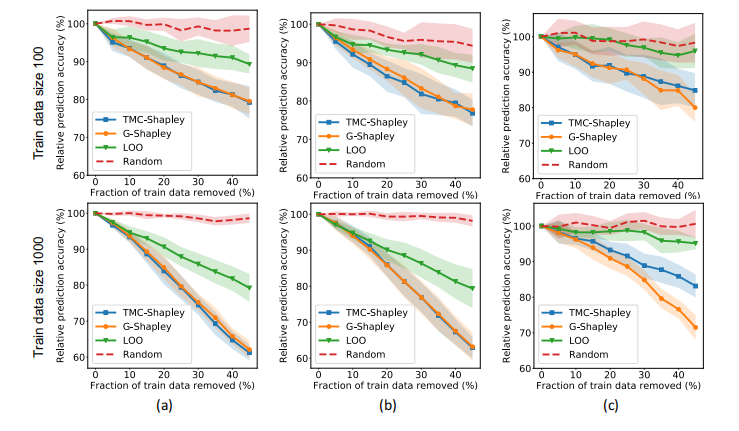 Train data size 100
Relative prediction accuracy (%)
100
90
80
70
60
TMC-Shapley
G-Shapley
LOO
Random
0 10 20 30 40
Fraction of train data removed (%)
Relative prediction accuracy (%)
100
90
80
70
60
TMC-Shapley
G-Shapley
LOO
Random
0 10 20 30 40
Fraction of train data removed (%)
Relative prediction accuracy (%)
100
90
80
70
60
TMC-Shapley
G-Shapley
LOO
Random
0 10 20 30 40
Fraction of train data removed (%)
Train data size 1000
Relative prediction accuracy (%)
100
90
80
70
60
TMC-Shapley
G-Shapley
LOO
Random
0 10 20 30 40
Fraction of train data removed (%)
(a)
Relative prediction accuracy (%)
100
90
80
70
60
TMC-Shapley
G-Shapley
LOO
Random
0 10 20 30 40
Fraction of train data removed (%)
(b)
Relative prediction accuracy (%)
100
90
80
70
60
TMC-Shapley
G-Shapley
LOO
Random
0 10 20 30 40
Fraction of train data removed (%)
(c)